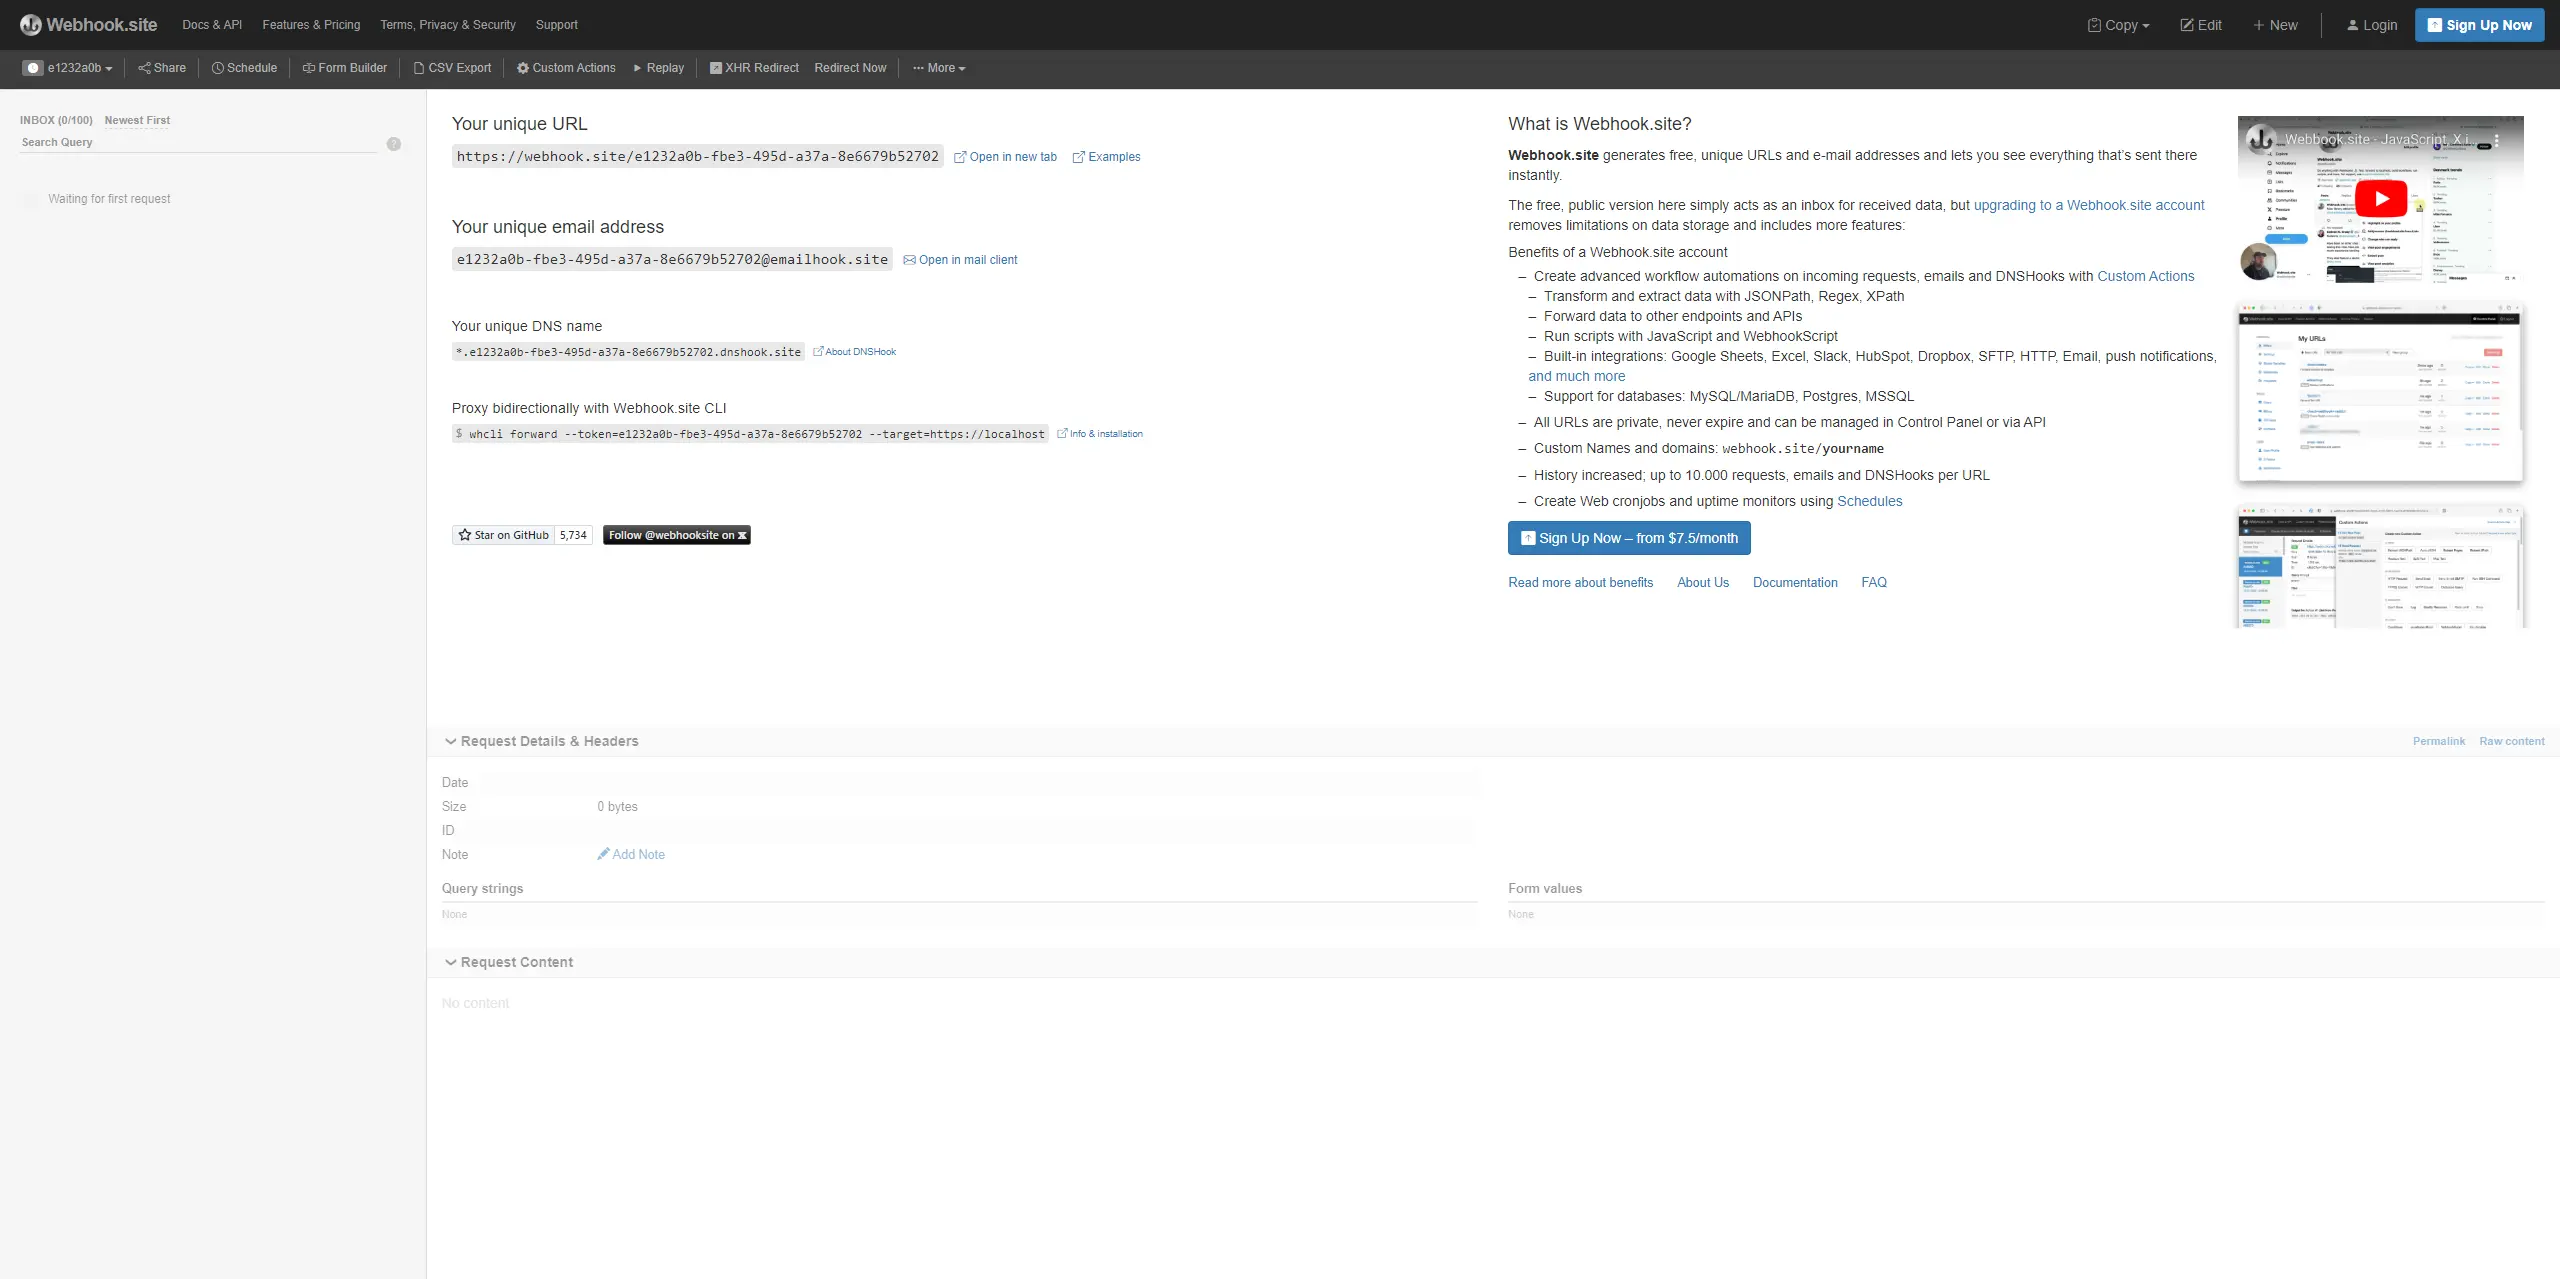 Webhook.site
Docs & API
Features & Pricing
Terms, Privacy & Security
Support
Copy
Edit
New
Login
Sign Up Now
e1232a0b
Share
Schedule
Form Builder
CSV Export
Custom Actions
Replay
XHR Redirect
Redirect Now
More
INBOX (0/100)
Newest First
Search Query
?
Waiting for first request
Your unique URL
https://webhook.site/e1232a0b-fbe3-495d-a37a-8e6679b52702
Open in new tab
Examples
Your unique email address
e1232a0b-fbe3-495d-a37a-8e6679b52702@emailhook.site
Open in mail client
Your unique DNS name
*.e1232a0b-fbe3-495d-a37a-8e6679b52702.dnshook.site
About DNSHook
Proxy bidirectionally with Webhook.site CLI
$ whcli forward --token=e1232a0b-fbe3-495d-a37a-8e6679b52702 --target=https://localhost
Info & installation
Star on GitHub
5,734
Follow @webhooksite on X
What is Webhook.site?
Webhook.site generates free, unique URLs and e-mail addresses and lets you see everything that's sent there
instantly.
The free, public version here simply acts as an inbox for received data, but upgrading to a Webhook.site account
removes limitations on data storage and includes more features:
Benefits of a Webhook.site account
– Create advanced workflow automations on incoming requests, emails and DNSHooks with Custom Actions
– Transform and extract data with JSONPath, Regex, XPath
– Forward data to other endpoints and APIs
– Run scripts with JavaScript and WebhookScript
– Built-in integrations: Google Sheets, Excel, Slack, HubSpot, Dropbox, SFTP, HTTP, Email, push notifications,
and much more
– Support for databases: MySQL/MariaDB, Postgres, MSSQL
– All URLs are private, never expire and can be managed in Control Panel or via API
– Custom Names and domains: webhook.site/yourname
– History increased; up to 10.000 requests, emails and DNSHooks per URL
– Create Web cronjobs and uptime monitors using Schedules
Sign Up Now – from $7.5/month
Read more about benefits
About Us
Documentation
FAQ
Webhook.site - JavaScript, X i...
My URLs
Custom Actions
Request Details & Headers
Permalink
Raw content
Date
Size
0 bytes
ID
Note
Add Note
Query strings
None
Form values
None
Request Content
No content